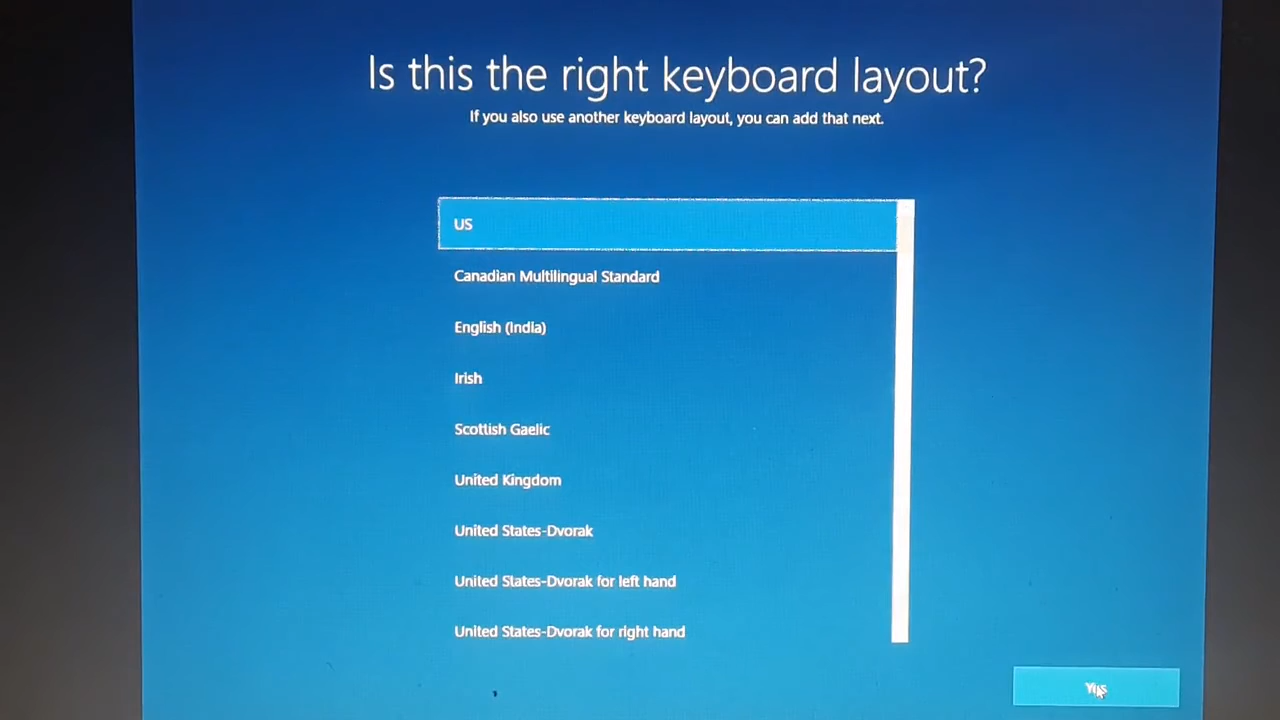 Is this the right keyboard layout?
If you also use another keyboard layout, you can add that next.
US
Canadian Multilingual Standard
English (India)
Irish
Scottish Gaelic
United Kingdom
United States-Dvorak
United States-Dvorak for left hand
United States-Dvorak for right hand
Yes